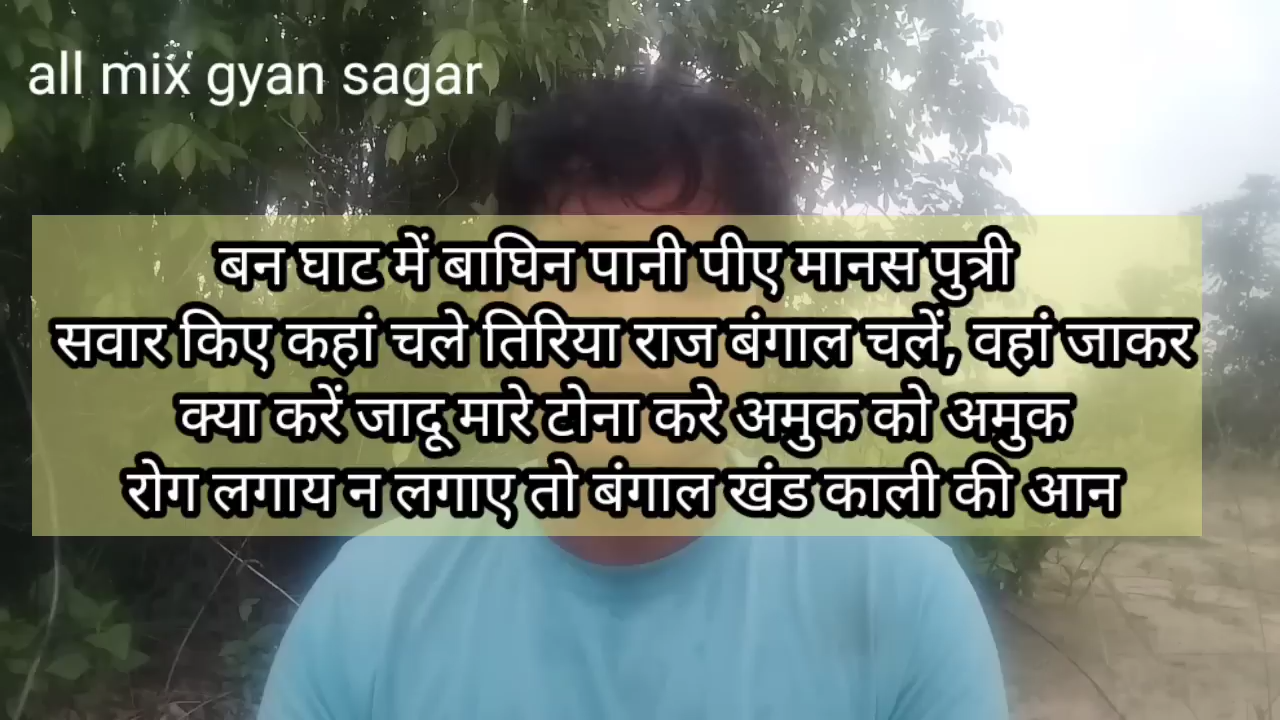 all mix gyan sagar
बन घाट में बाघिन पानी पीए मानस पुत्री
सवार किए कहां चले तिरिया राज बंगाल चलें, वहां जाकर
क्या करें जादू मारे टोना करे अमुक को अमुक
रोग लगाय न लगाए तो बंगाल खंड काली की आन